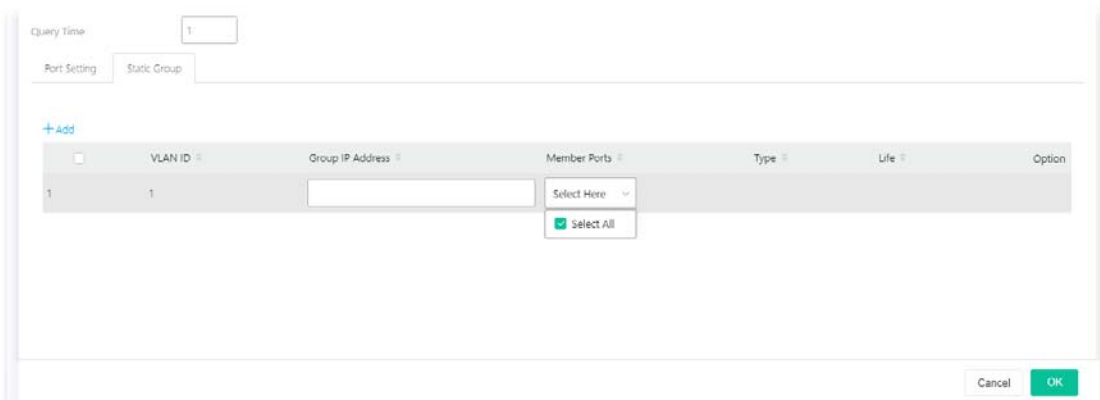 Query Time 1
Port Setting Static Group
+ Add
VLAN ID Group IP Address Member Ports Type Life Option
1 1 Select Here
Select All
Cancel OK